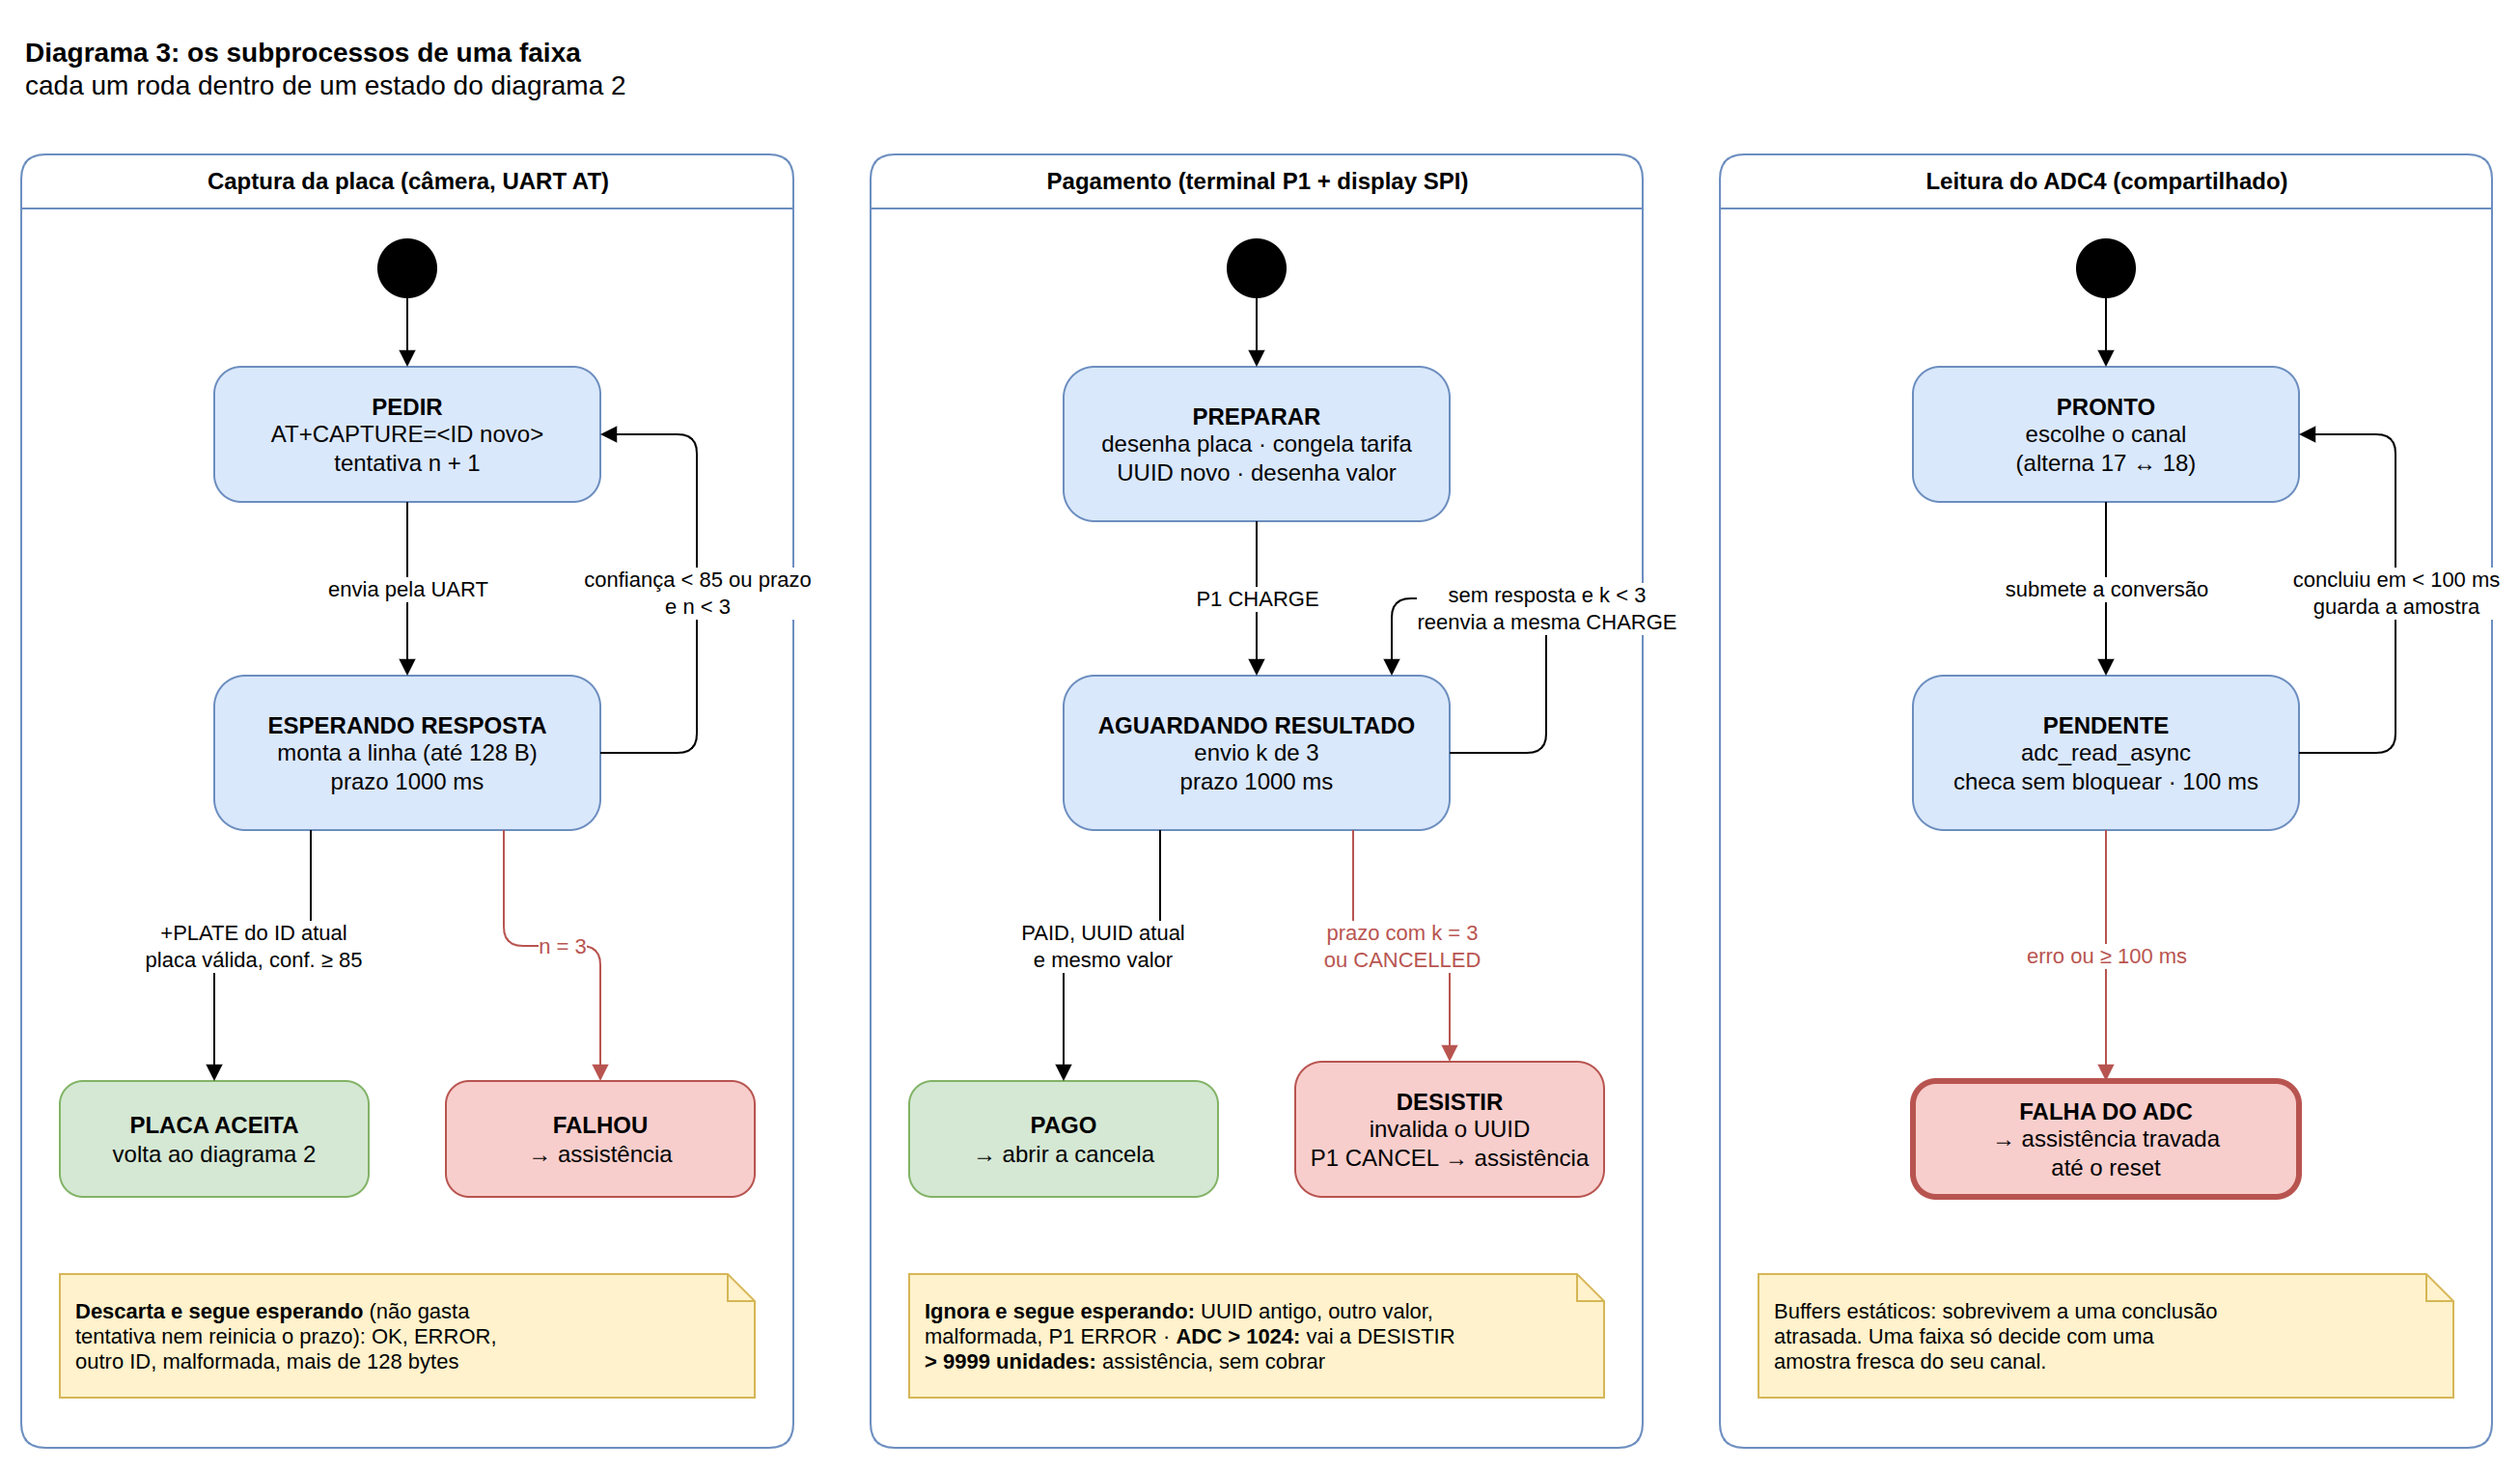 Diagrama 3: os subprocessos de uma faixa
cada um roda dentro de um estado do diagrama 2
Captura da placa (câmera, UART AT)
PEDIR
AT+CAPTURE=<ID novo>
tentativa n + 1
envia pela UART
confiança < 85 ou prazo
e n < 3
ESPERANDO RESPOSTA
monta a linha (até 128 B)
prazo 1000 ms
+PLATE do ID atual
placa válida, conf. ≥ 85
n = 3
PLACA ACEITA
volta ao diagrama 2
FALHOU
→ assistência
Descarta e segue esperando (não gasta
tentativa nem reinicia o prazo): OK, ERROR,
outro ID, malformada, mais de 128 bytes
Pagamento (terminal P1 + display SPI)
PREPARAR
desenha placa · congela tarifa
UUID novo · desenha valor
P1 CHARGE
sem resposta e k < 3
reenvia a mesma CHARGE
AGUARDANDO RESULTADO
envio k de 3
prazo 1000 ms
PAID, UUID atual
e mesmo valor
prazo com k = 3
ou CANCELLED
PAGO
→ abrir a cancela
DESISTIR
invalida o UUID
P1 CANCEL → assistência
Ignora e segue esperando: UUID antigo, outro valor,
malformada, P1 ERROR · ADC > 1024: vai a DESISTIR
> 9999 unidades: assistência, sem cobrar
Leitura do ADC4 (compartilhado)
PRONTO
escolhe o canal
(alterna 17 ↔ 18)
submete a conversão
concluiu em < 100 ms
guarda a amostra
PENDENTE
adc_read_async
checa sem bloquear · 100 ms
erro ou ≥ 100 ms
FALHA DO ADC
→ assistência travada
até o reset
Buffers estáticos: sobrevivem a uma conclusão
atrasada. Uma faixa só decide com uma
amostra fresca do seu canal.